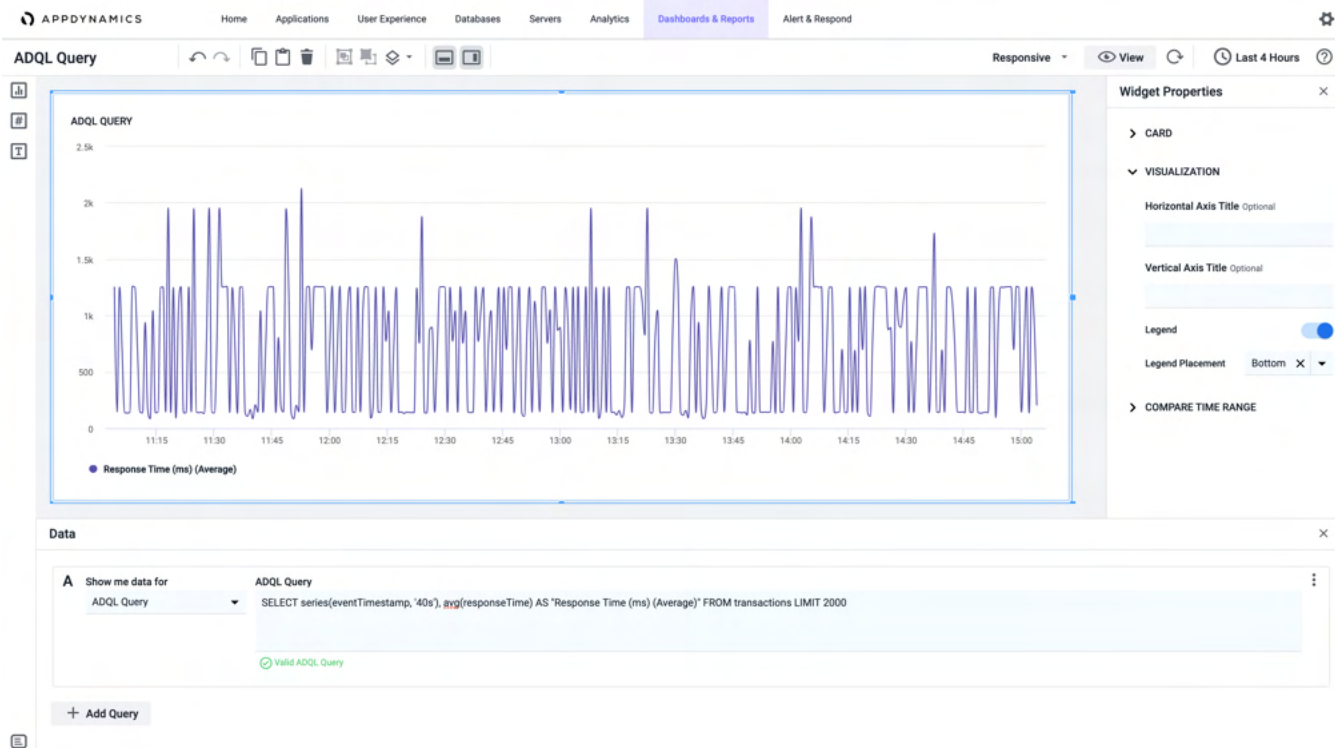 APPDYNAMICS
Home Applications User Experience Databases Servers Analytics Dashboards & Reports Alert & Respond
ADQL Query
Responsive View Last 4 Hours
Widget Properties
CARD
VISUALIZATION
Horizontal Axis Title Optional
Vertical Axis Title Optional
Legend
Legend Placement Bottom
COMPARE TIME RANGE
ADQL QUERY
2.5k
2k
1.5k
1k
500
0
11:15 11:30 11:45 12:00 12:15 12:30 12:45 13:00 13:15 13:30 13:45 14:00 14:15 14:30 14:45 15:00
Response Time (ms) (Average)
Data
A Show me data for ADQL Query
ADQL Query SELECT series(eventTimestamp, '40s'), avg(responseTime) AS "Response Time (ms) (Average)" FROM transactions LIMIT 2000
Valid ADQL Query
+ Add Query